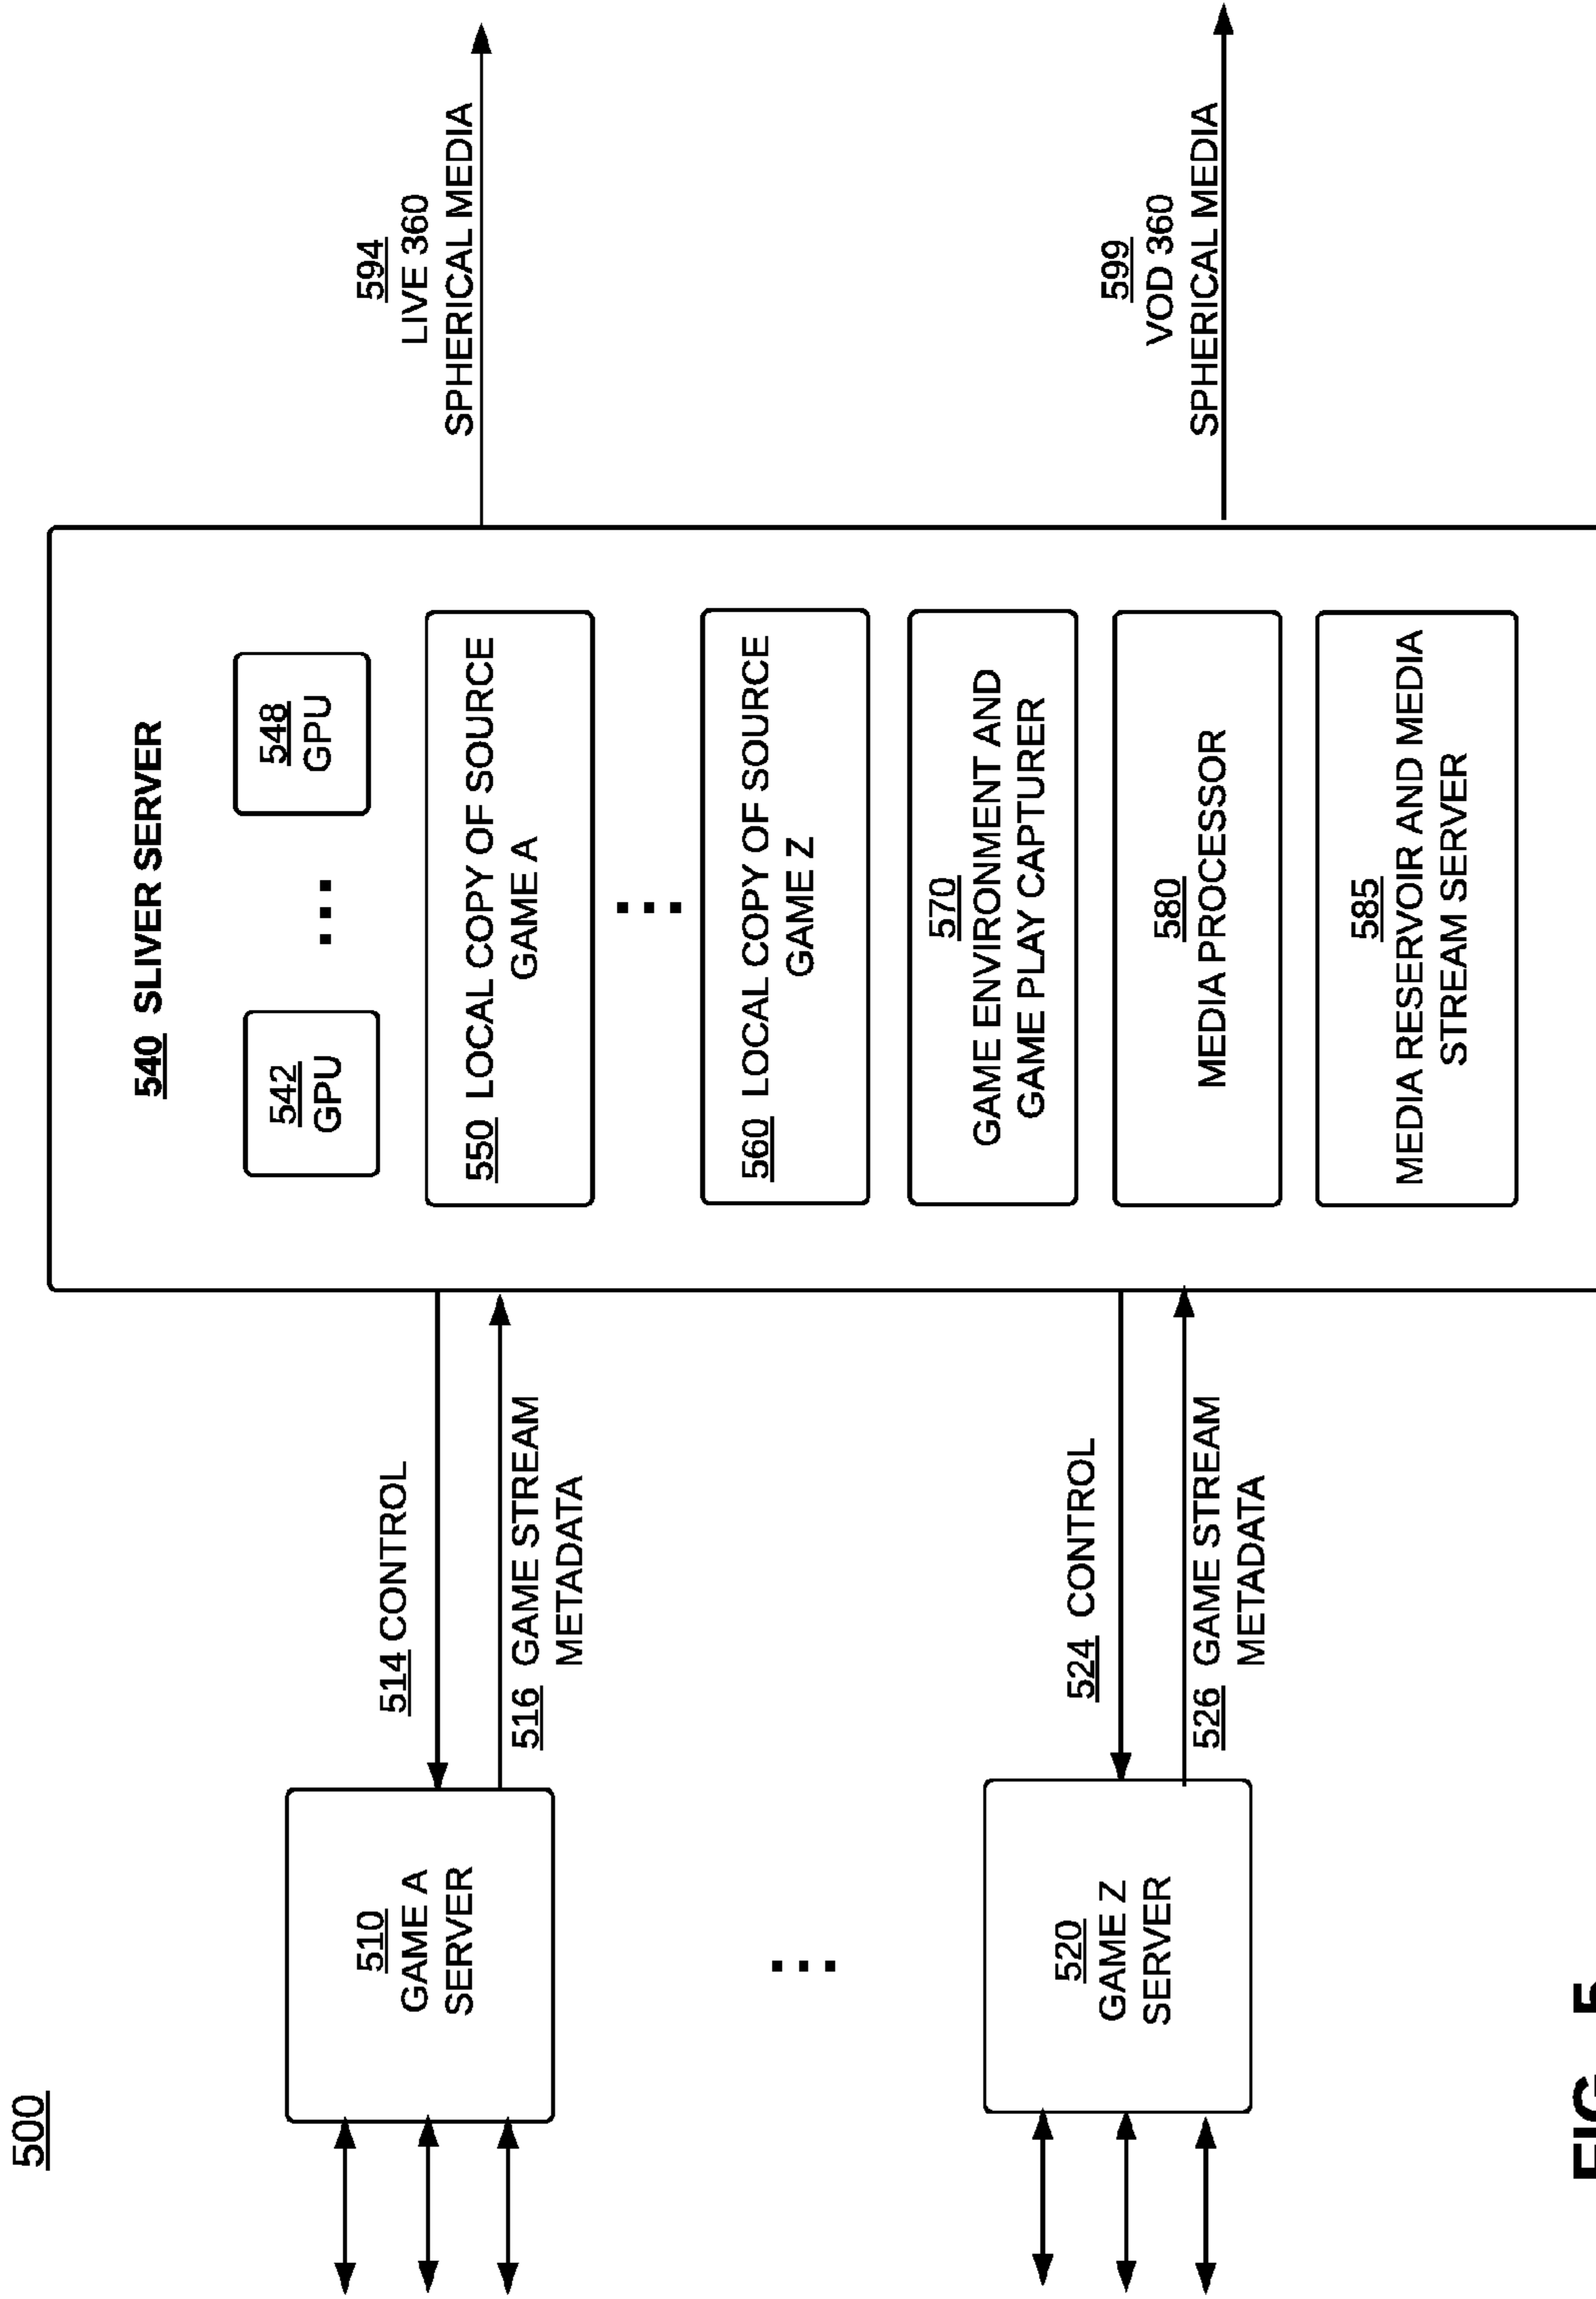 500
510
GAME A
SERVER
...
520
GAME Z
SERVER
514 CONTROL
516 GAME STREAM
METADATA
524 CONTROL
526 GAME STREAM
METADATA
540 SLIVER SERVER
542
GPU
...
548
GPU
550 LOCAL COPY OF SOURCE
GAME A
...
560 LOCAL COPY OF SOURCE
GAME Z
570
GAME ENVIRONMENT AND
GAME PLAY CAPTURER
580
MEDIA PROCESSOR
585
MEDIA RESERVOIR AND MEDIA
STREAM SERVER
594
LIVE 360
SPHERICAL MEDIA
599
VOD 360
SPHERICAL MEDIA
FIG. 5